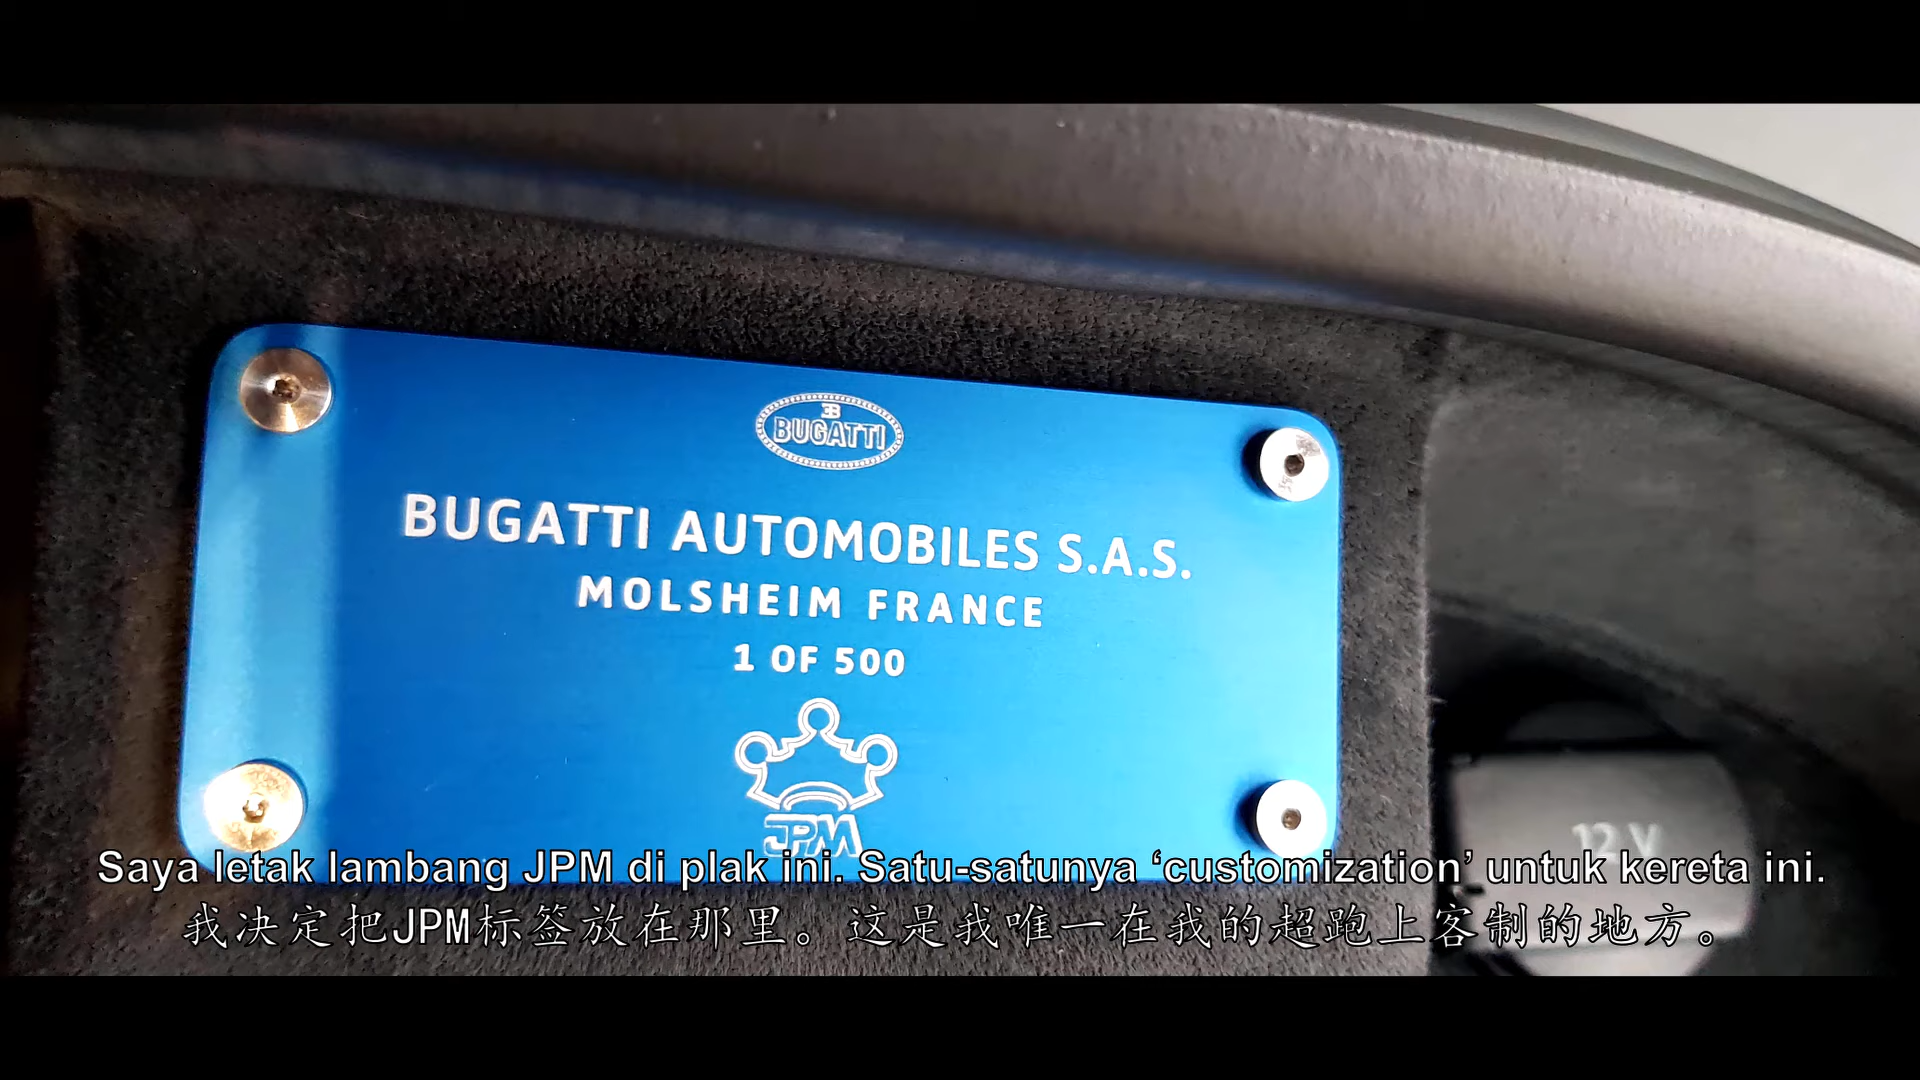 BUGATTI
BUGATTI AUTOMOBILES S.A.S.
MOLSHEIM FRANCE
1 OF 500
JPM
12 V
Saya letak lambang JPM di plak ini. Satu-satunya ‘customization’ untuk kereta ini.
我决定把JPM标签放在那里。这是我唯一在我的超跑上客制的地方。